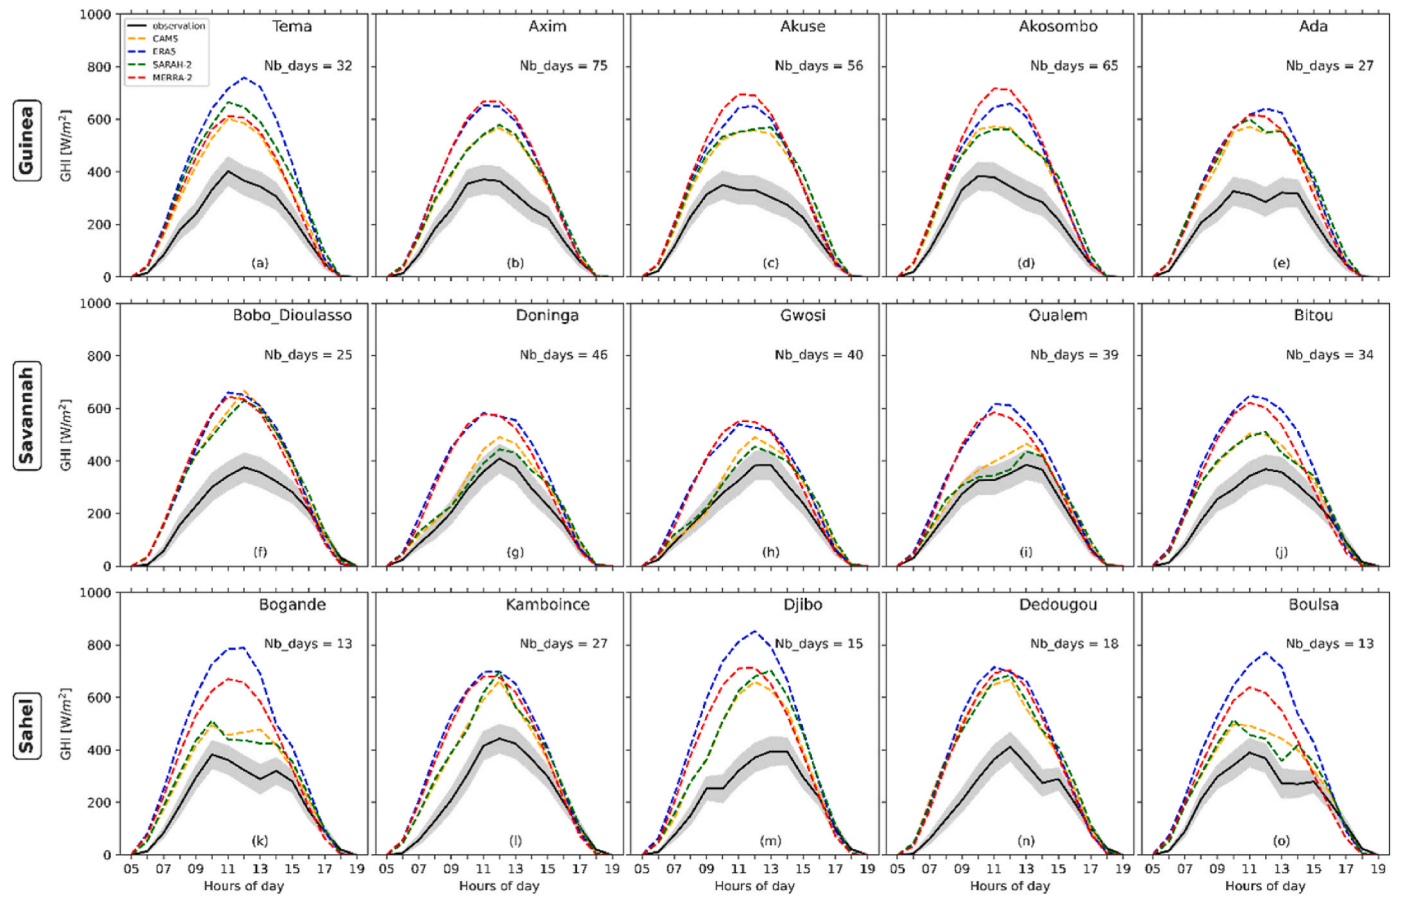 1000
800
600
400
200
0
GHI [W/m²]
Guinea
observation
CAMS
ERA5
SARAH-2
MERRA-2
Tema
Nb_days = 32
(a)
Axim
Nb_days = 75
(b)
Akuse
Nb_days = 56
(c)
Akosombo
Nb_days = 65
(d)
Ada
Nb_days = 27
(e)
1000
800
600
400
200
0
GHI [W/m²]
Savannah
Bobo_Dioulasso
Nb_days = 25
(f)
Doninga
Nb_days = 46
(g)
Gwosi
Nb_days = 40
(h)
Oualem
Nb_days = 39
(i)
Bitou
Nb_days = 34
(j)
1000
800
600
400
200
0
GHI [W/m²]
Sahel
Bogande
Nb_days = 13
(k)
Kamboince
Nb_days = 27
(l)
Djibo
Nb_days = 15
(m)
Dedougou
Nb_days = 18
(n)
Boulsa
Nb_days = 13
(o)
05 07 09 11 13 15 17 19
05 07 09 11 13 15 17 19
05 07 09 11 13 15 17 19
05 07 09 11 13 15 17 19
05 07 09 11 13 15 17 19
Hours of day
Hours of day
Hours of day
Hours of day
Hours of day